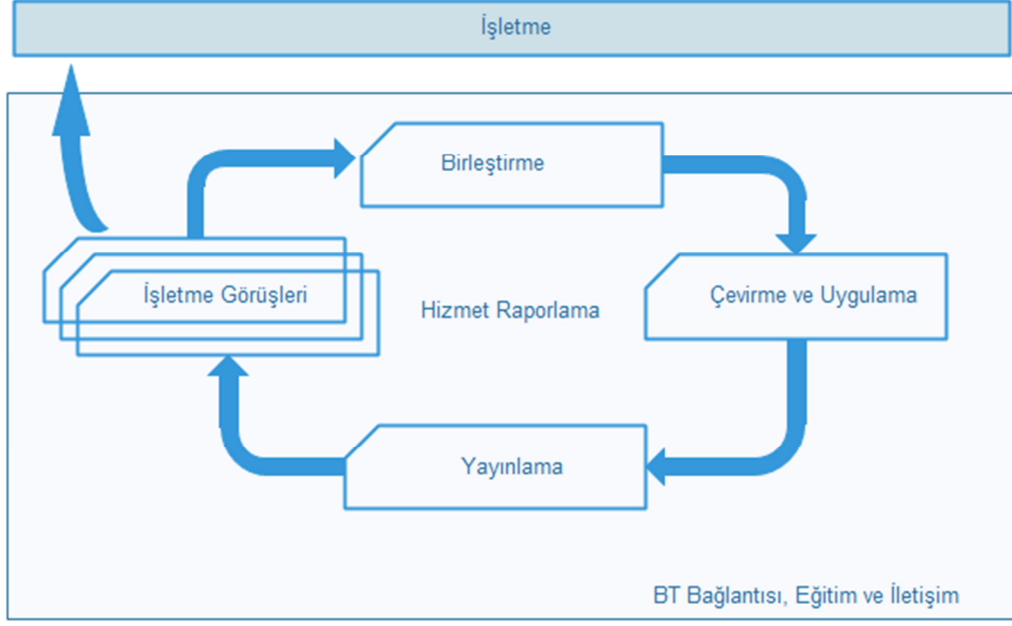 İşletme
Birleştirme
İşletme Görüşleri
Hizmet Raporlama
Çevirme ve Uygulama
Yayınlama
BT Bağlantısı, Eğitim ve İletişim